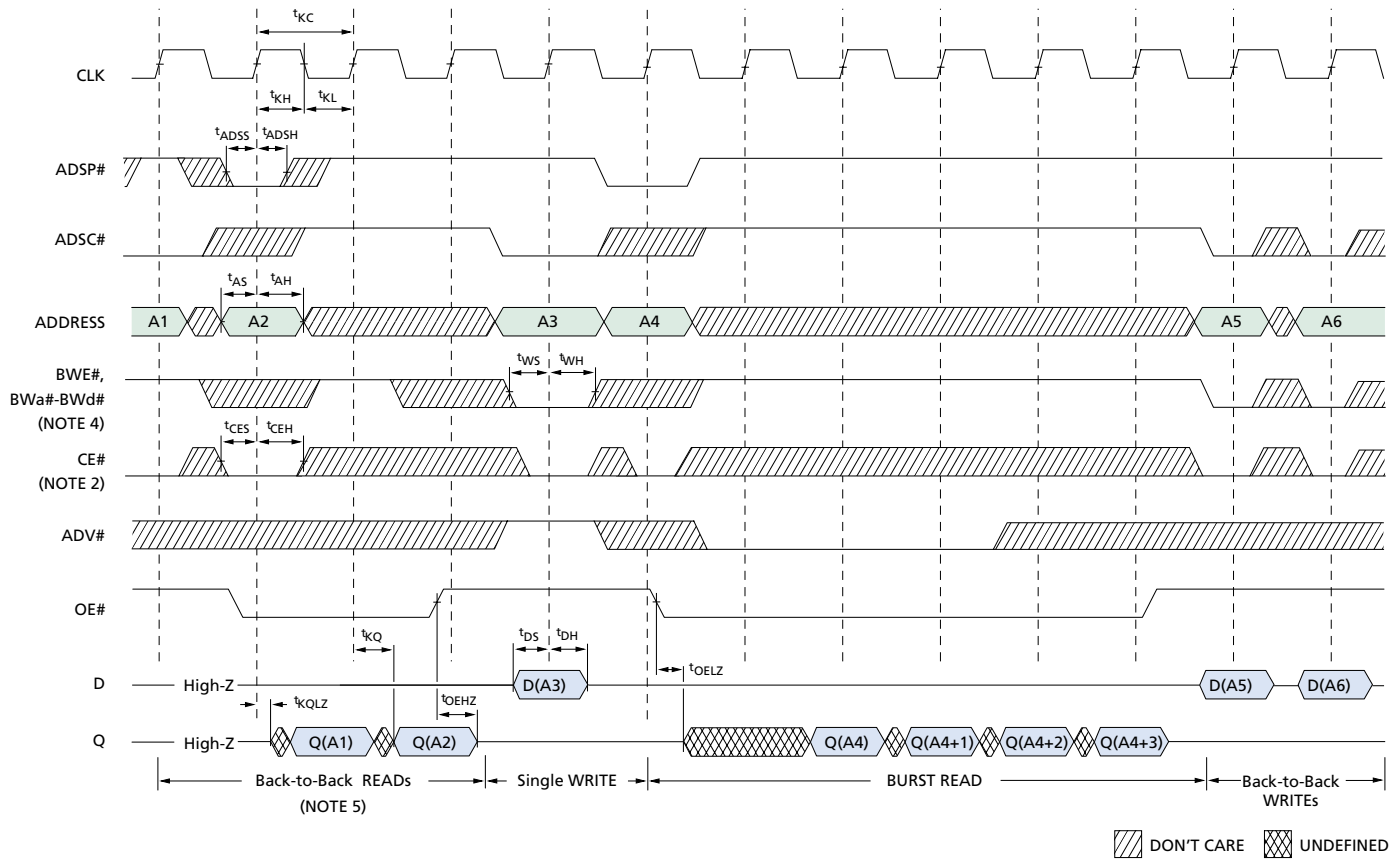 tKC
CLK
tKH tKL
tADSS tADSH
ADSP#
ADSC#
tAS tAH
ADDRESS A1 A2 A3 A4 A5 A6
BWE#,
BWa#-BWd#
(NOTE 4)
tWS tWH
tCES tCEH
CE#
(NOTE 2)
ADV#
OE#
tKQ tDS tDH tOELZ
D High-Z D(A3) D(A5) D(A6)
tKQLZ tOEHZ
Q High-Z Q(A1) Q(A2) Q(A4) Q(A4+1) Q(A4+2) Q(A4+3)
Back-to-Back READs
(NOTE 5)
Single WRITE
BURST READ
Back-to-Back
WRITEs
DON'T CARE UNDEFINED